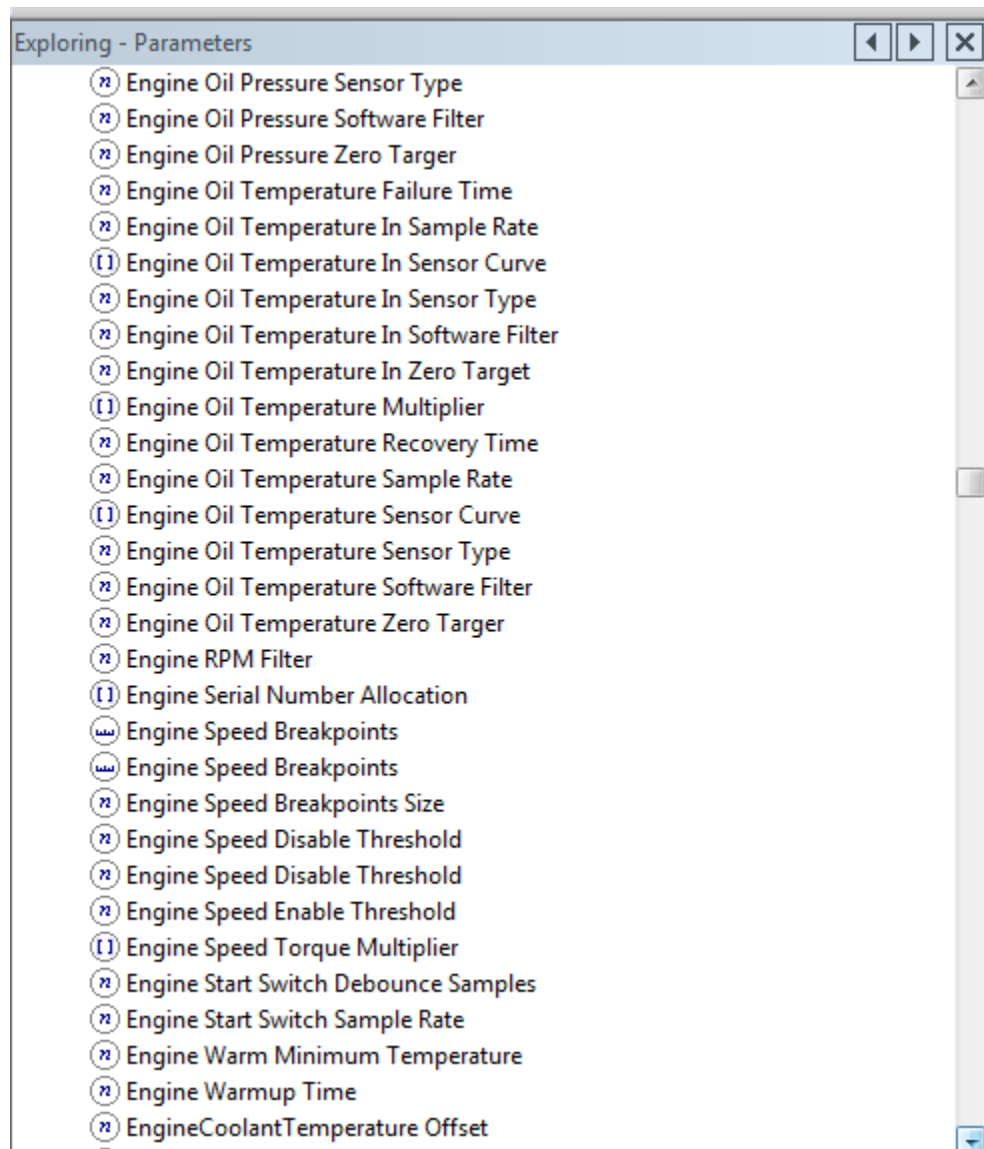 Exploring - Parameters
Engine Oil Pressure Sensor Type
Engine Oil Pressure Software Filter
Engine Oil Pressure Zero Targer
Engine Oil Temperature Failure Time
Engine Oil Temperature In Sample Rate
Engine Oil Temperature In Sensor Curve
Engine Oil Temperature In Sensor Type
Engine Oil Temperature In Software Filter
Engine Oil Temperature In Zero Target
Engine Oil Temperature Multiplier
Engine Oil Temperature Recovery Time
Engine Oil Temperature Sample Rate
Engine Oil Temperature Sensor Curve
Engine Oil Temperature Sensor Type
Engine Oil Temperature Software Filter
Engine Oil Temperature Zero Targer
Engine RPM Filter
Engine Serial Number Allocation
Engine Speed Breakpoints
Engine Speed Breakpoints
Engine Speed Breakpoints Size
Engine Speed Disable Threshold
Engine Speed Disable Threshold
Engine Speed Enable Threshold
Engine Speed Torque Multiplier
Engine Start Switch Debounce Samples
Engine Start Switch Sample Rate
Engine Warm Minimum Temperature
Engine Warmup Time
EngineCoolantTemperature Offset